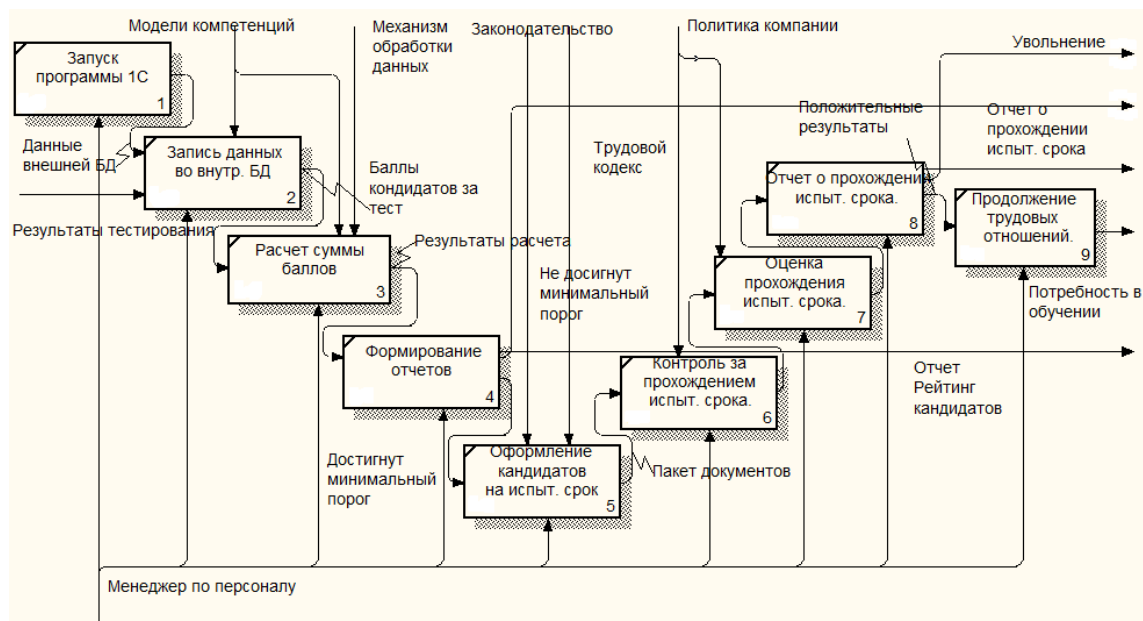 Модели компетенций
Механизм
обработки
данных
Законодательство
Политика компании
Увольнение
Запуск
программы 1С
1
Данные
внешней БД
Запись данных
во внутр. БД
2
Баллы
кондидатов за
тест
Трудовой
кодекс
Положительные
результаты
Отчет о
прохождении
испыт. срока
Отчет о прохождени
испыт. срока.
8
Продолжение
трудовых
отношений.
9
Результаты тестирования
Расчет суммы
баллов
3
Результаты расчета
Не досигнут
минимальный
порог
Оценка
прохождения
испыт. срока.
7
Потребность в
обучении
Формирование
отчетов
4
Контроль за
прохождением
испыт. срока.
6
Отчет
Рейтинг
кандидатов
Достигнут
минимальный
порог
Оформление
кандидатов
на испыт. срок
5
Пакет документов
Менеджер по персоналу